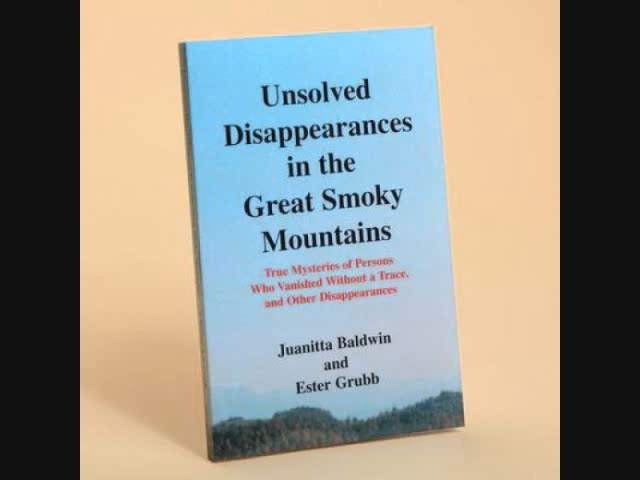 Unsolved
Disappearances
in the
Great Smoky
Mountains
True Mysteries of Persons
Who Vanished Without a Trace,
and Other Disappearances
Juanitta Baldwin
and
Ester Grubb